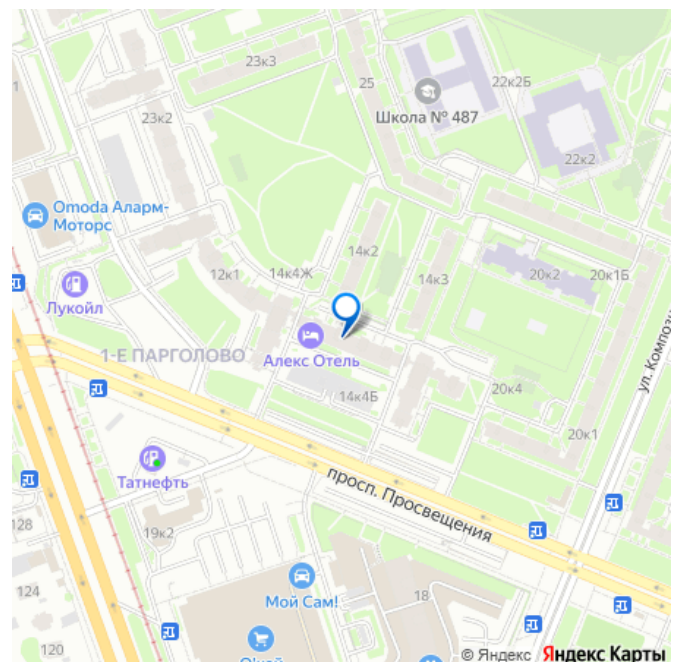 23к3
25
22к2Б
Школа № 487
23к2
22к2
Omoda Аларм-
Моторс
14к2
12к1
14к4Ж
14к3
20к2
20к1Б
Лукойл
1-Е ПАРГОЛОВО
Алекс Отель
14к4Б
20к4
20к1
Татнефть
просп. Просвещения
128
19к2
124
Мой Сам!
18
120
© Яндекс Яндекс Карты